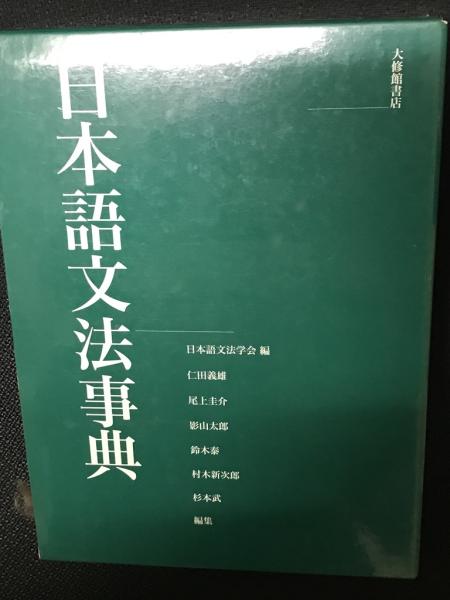 日本語文法事典
大修館書店
日本語文法学会 編
仁田義雄
尾上圭介
影山太郎
鈴木泰
村木新次郎
杉本武
編集